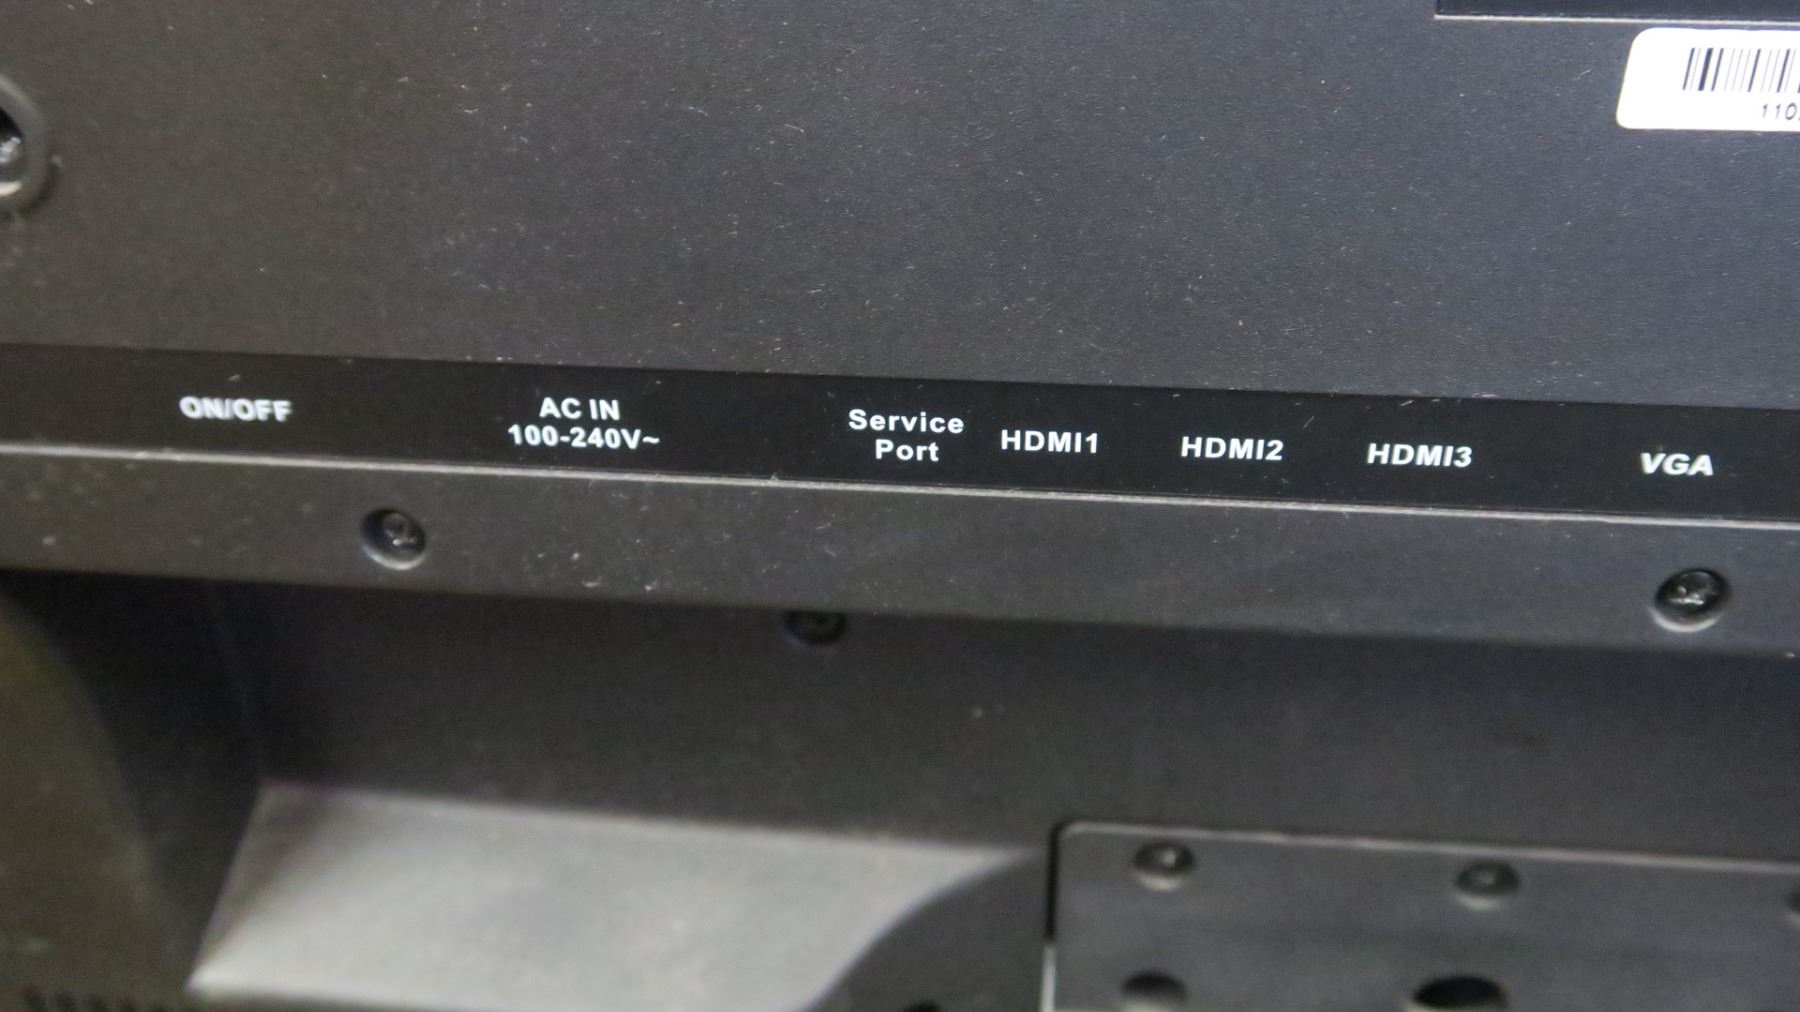 ON/OFF
AC IN
100-240V~
Service
Port
HDMI1
HDMI2
HDMI3
VGA